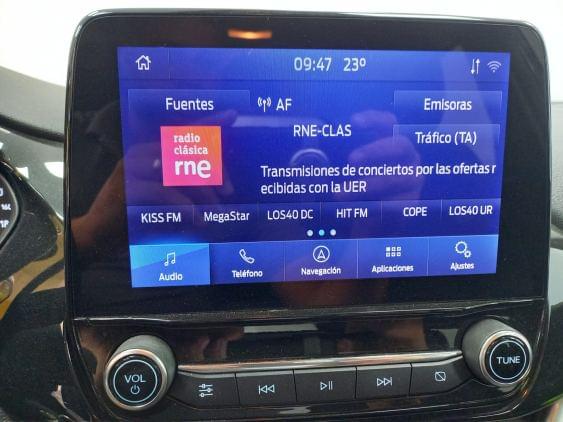 09:47 23º
Fuentes
AF
Emisoras
RNE-CLAS
Tráfico (TA)
radio
clásica
rne
Transmisiones de conciertos por las ofertas r
ecibidas con la UER
KISS FM
MegaStar
LOS40 DC
HIT FM
COPE
LOS40 UR
Audio
Teléfono
Navegación
Aplicaciones
Ajustes
VOL
TUNE